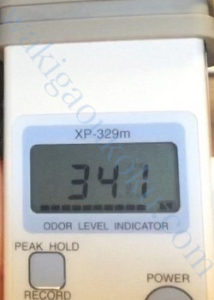 XP-329m
341
ODOR LEVEL INDICATOR
PEAK HOLD
RECORD
POWER